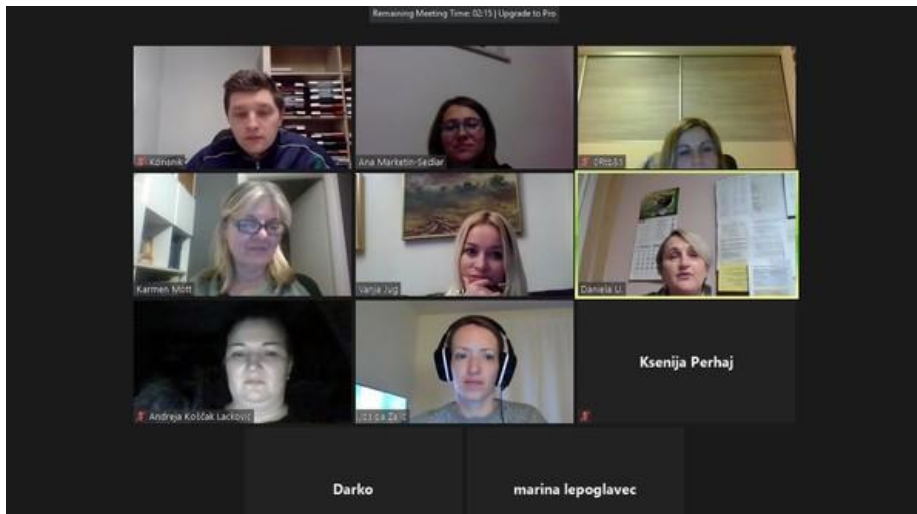 Remaining Meeting Time: 02:15 | Upgrade to Pro
Korisnik
Ana Marketin-Sedlar
Karmen Mott
Vanja Jug
Daniela U.
Andreja Koščak Lacković
Ksenija Perhaj
Darko
marina lepoglavec